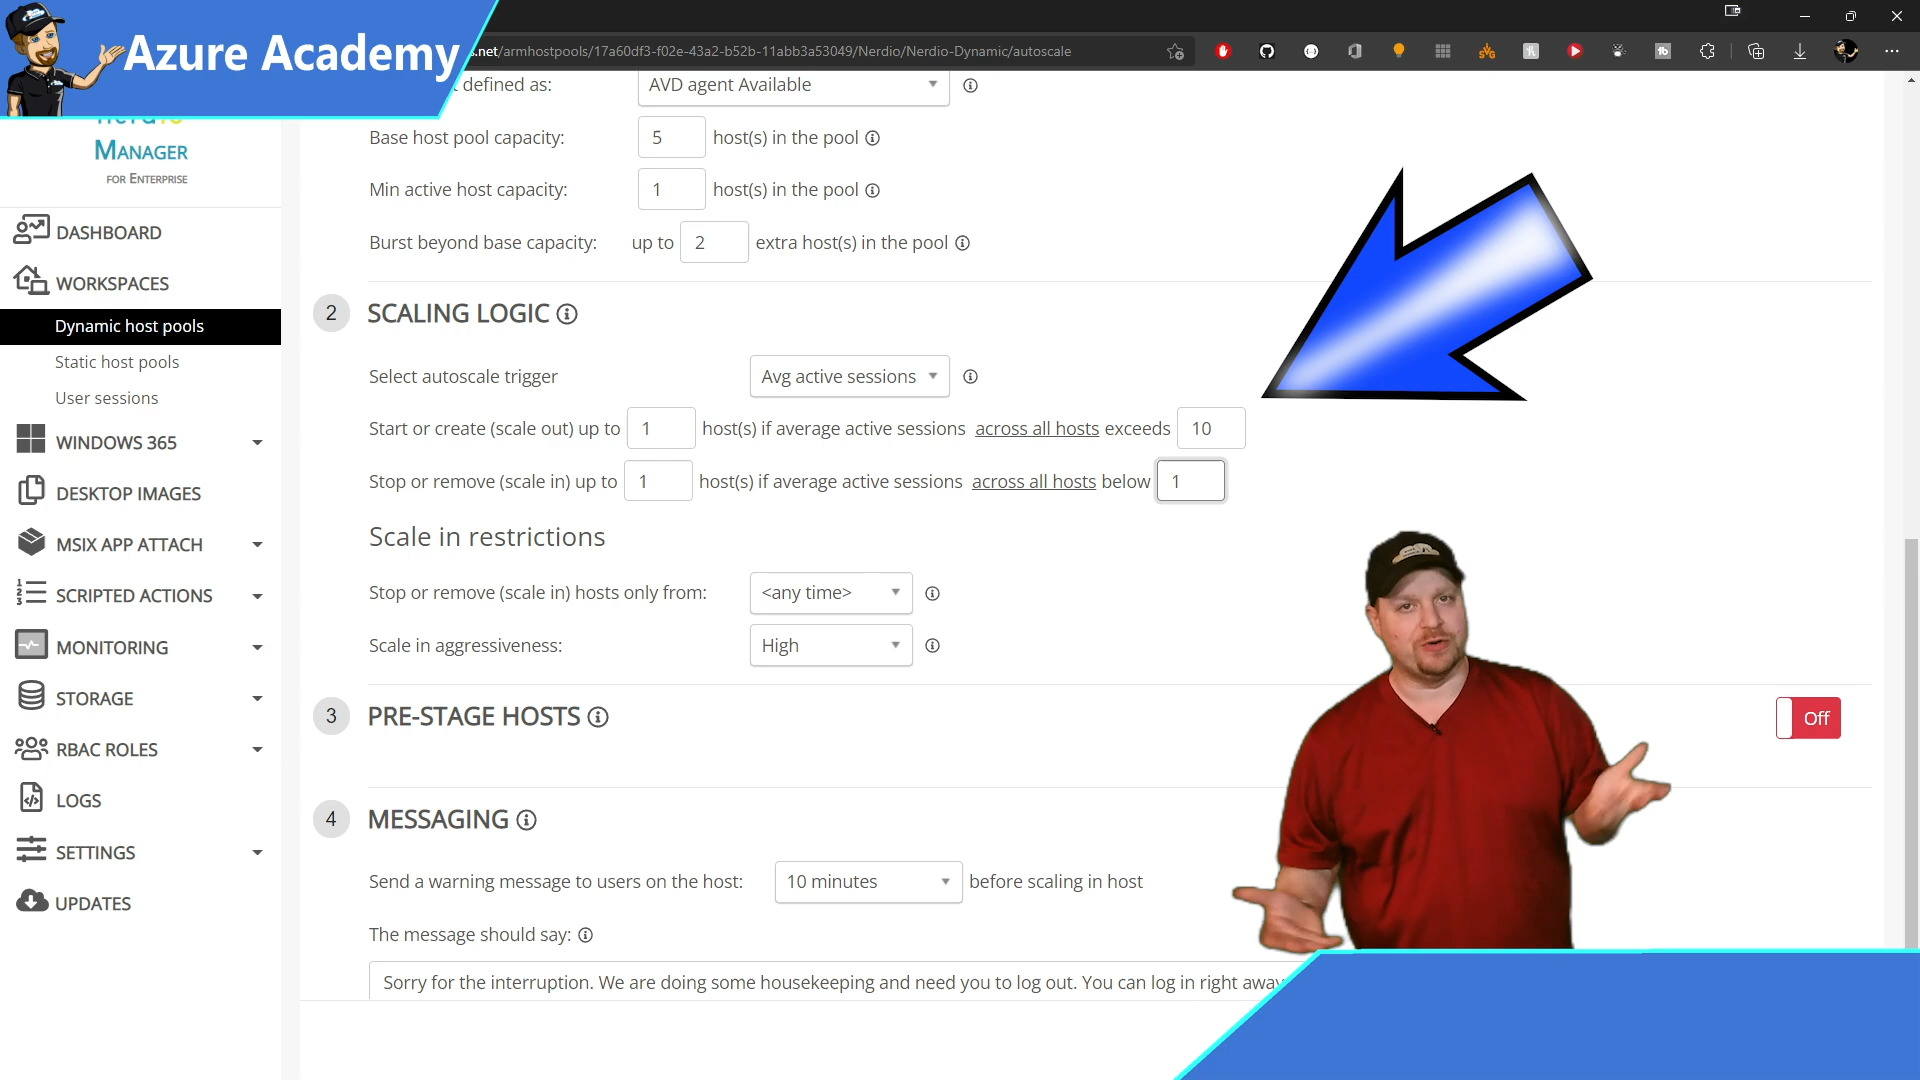 Azure Academy
.net/armhostpools/17a60df3-f02e-43a2-b52b-11abb3a53049/Nerdio/Nerdio-Dynamic/autoscale
defined as:
AVD agent Available
MANAGER
FOR ENTERPRISE
Base host pool capacity:
5
host(s) in the pool
Min active host capacity:
1
host(s) in the pool
Burst beyond base capacity:
up to
2
extra host(s) in the pool
DASHBOARD
WORKSPACES
Dynamic host pools
Static host pools
User sessions
WINDOWS 365
DESKTOP IMAGES
MSIX APP ATTACH
SCRIPTED ACTIONS
MONITORING
STORAGE
RBAC ROLES
LOGS
SETTINGS
UPDATES
2
SCALING LOGIC
Select autoscale trigger
Avg active sessions
Start or create (scale out) up to 1 host(s) if average active sessions across all hosts exceeds 10
Stop or remove (scale in) up to 1 host(s) if average active sessions across all hosts below 1
Scale in restrictions
Stop or remove (scale in) hosts only from:
<any time>
Scale in aggressiveness:
High
3
PRE-STAGE HOSTS
Off
4
MESSAGING
Send a warning message to users on the host:
10 minutes
before scaling in host
The message should say:
Sorry for the interruption. We are doing some housekeeping and need you to log out. You can log in right away